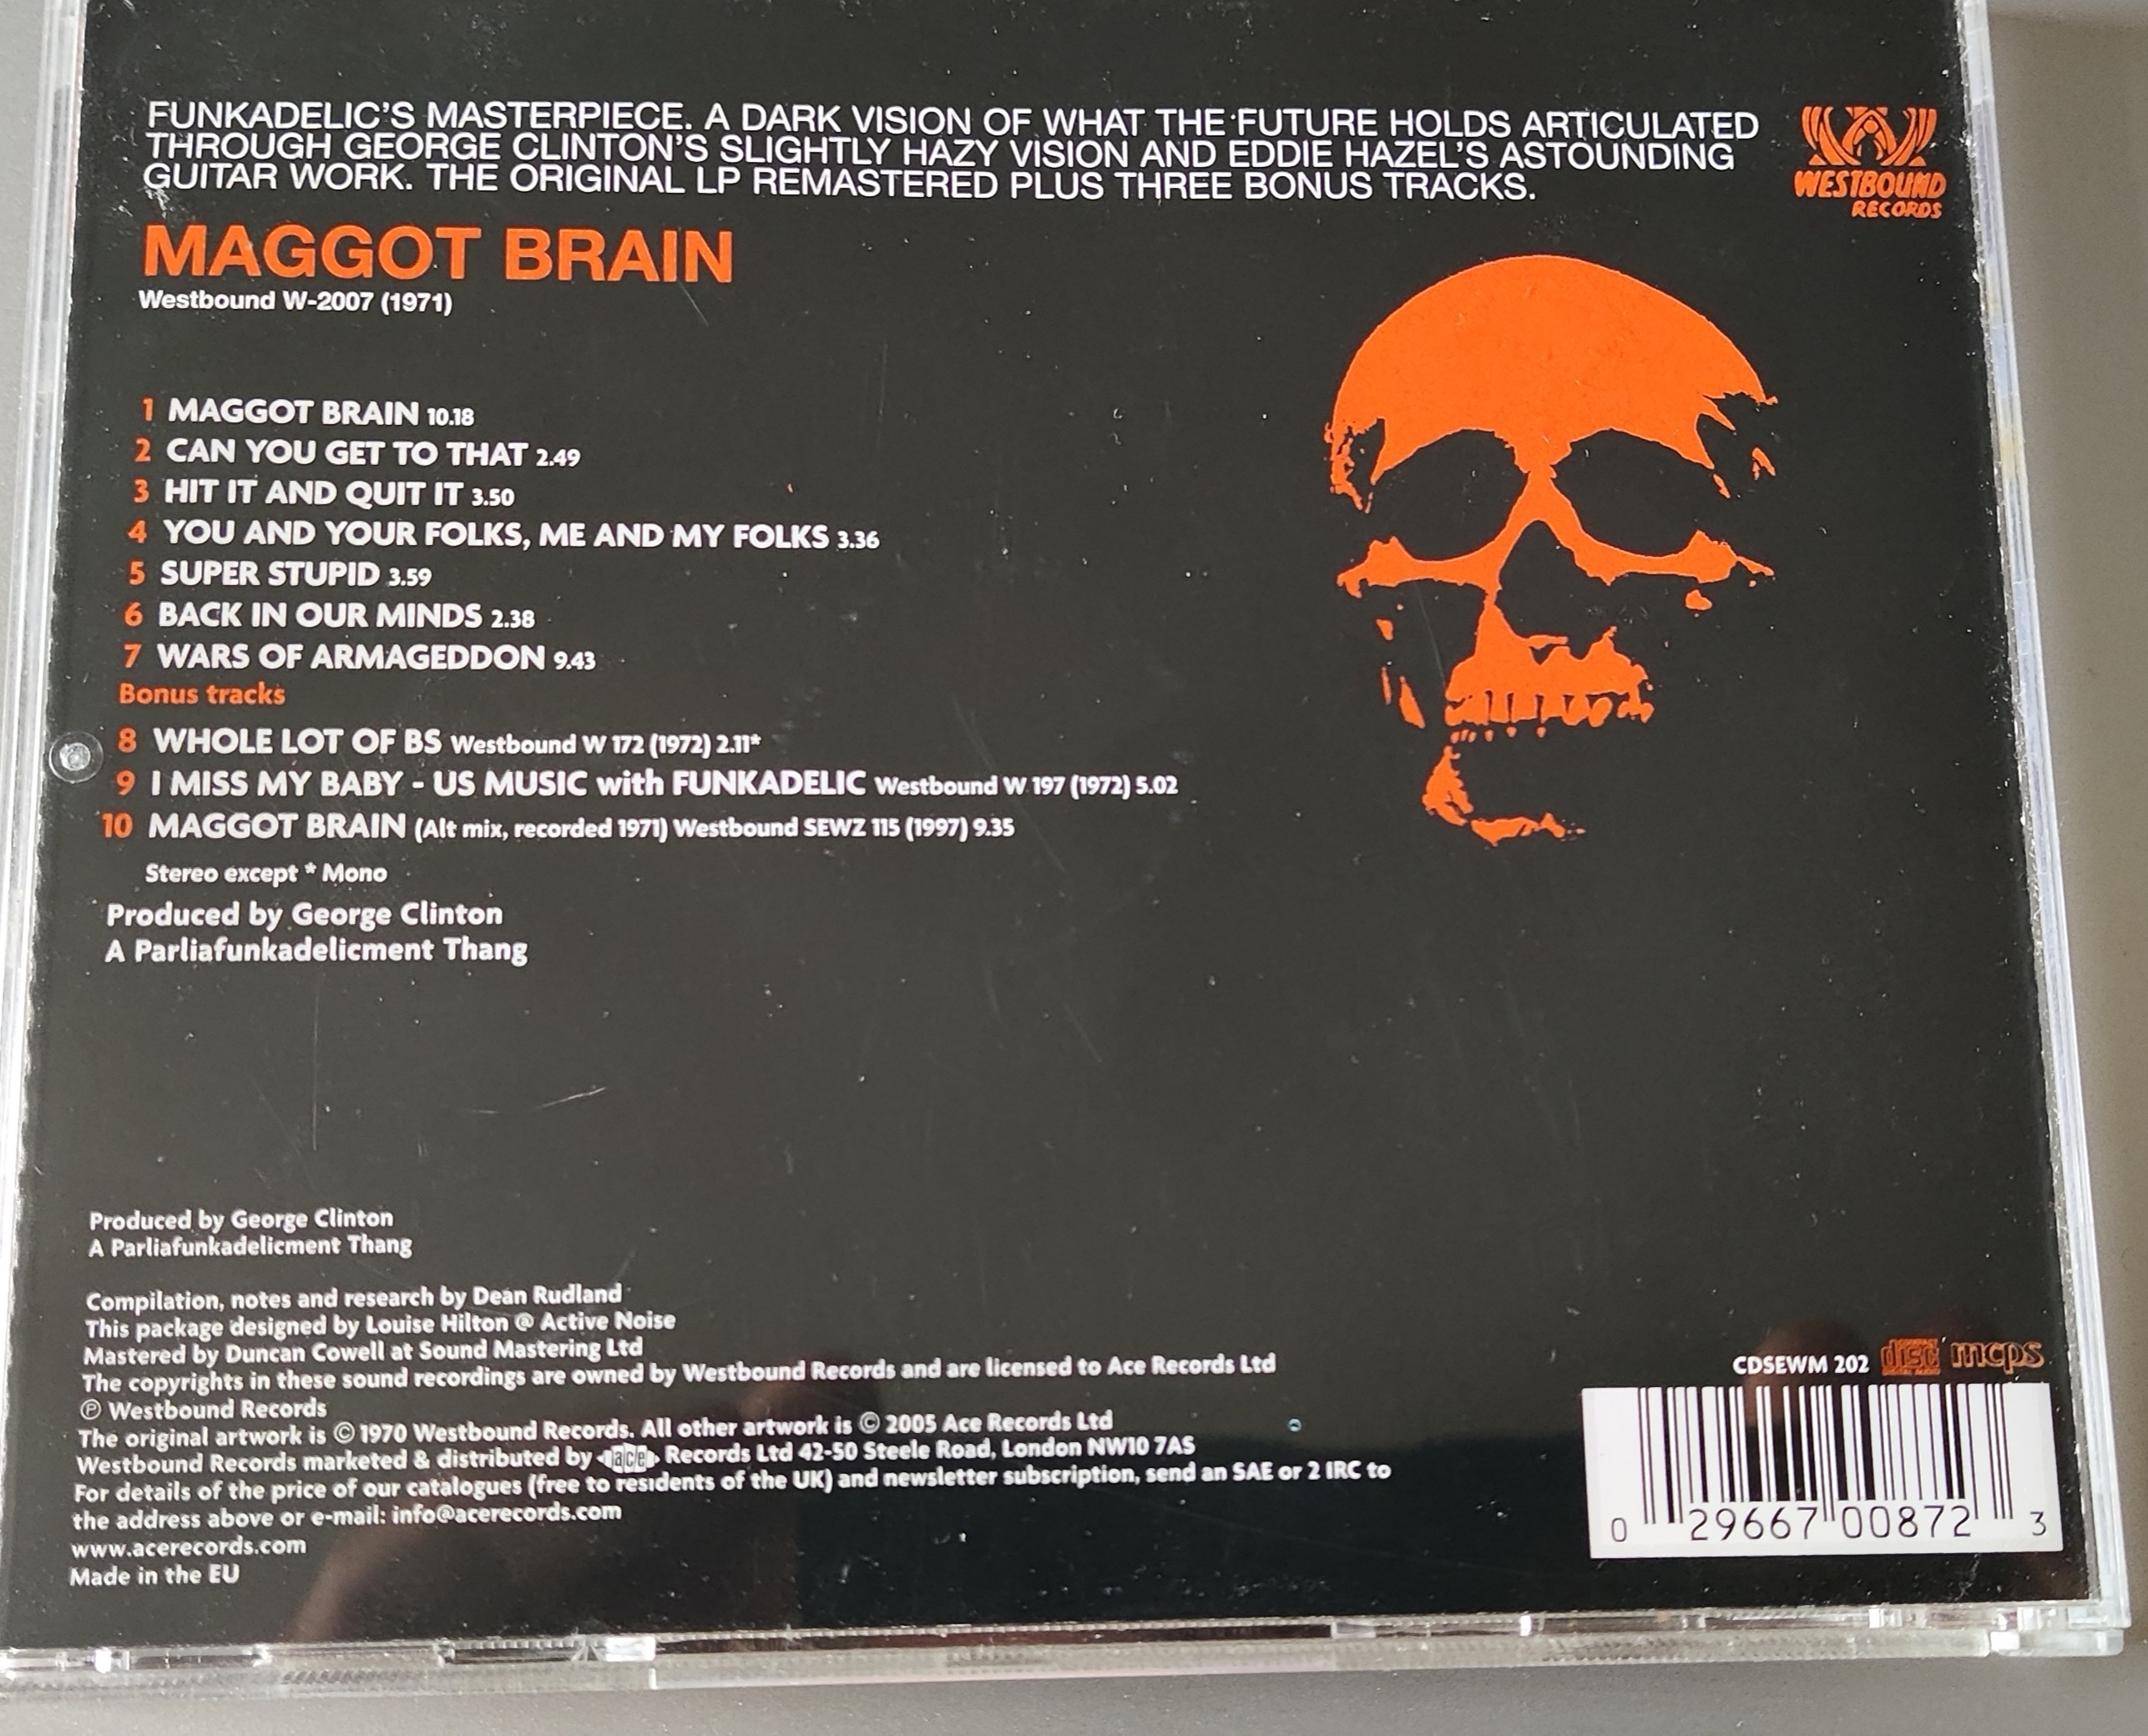 FUNKADELIC'S MASTERPIECE. A DARK VISION OF WHAT THE FUTURE HOLDS ARTICULATED
THROUGH GEORGE CLINTON'S SLIGHTLY HAZY VISION AND EDDIE HAZEL'S ASTOUNDING
GUITAR WORK. THE ORIGINAL LP REMASTERED PLUS THREE BONUS TRACKS.
WESTBOUND
RECORDS
MAGGOT BRAIN
Westbound W-2007 (1971)
1 MAGGOT BRAIN 10.18
2 CAN YOU GET TO THAT 2.49
3 HIT IT AND QUIT IT 3.50
4 YOU AND YOUR FOLKS, ME AND MY FOLKS 3.36
5 SUPER STUPID 3.59
6 BACK IN OUR MINDS 2.38
7 WARS OF ARMAGEDDON 9.43
Bonus tracks
8 WHOLE LOT OF BS Westbound W 172 (1972) 2.11*
9 I MISS MY BABY - US MUSIC with FUNKADELIC Westbound W 197 (1972) 5.02
10 MAGGOT BRAIN (Alt mix, recorded 1971) Westbound SEWZ 115 (1997) 9.35
Stereo except * Mono
Produced by George Clinton
A Parliafunkadelicment Thang
Produced by George Clinton
A Parliafunkadelicment Thang
Compilation, notes and research by Dean Rudland
This package designed by Louise Hilton @ Active Noise
Mastered by Duncan Cowell at Sound Mastering Ltd
The copyrights in these sound recordings are owned by Westbound Records and are licensed to Ace Records Ltd
℗ Westbound Records
The original artwork is © 1970 Westbound Records. All other artwork is © 2005 Ace Records Ltd
Westbound Records marketed & distributed by ace Records Ltd 42-50 Steele Road, London NW10 7AS
For details of the price of our catalogues (free to residents of the UK) and newsletter subscription, send an SAE or 2 IRC to
the address above or e-mail: info@acerecords.com
www.acerecords.com
Made in the EU
CDSEWM 202 disc mcps
DIGITAL AUDIO
0 29667 00872 3